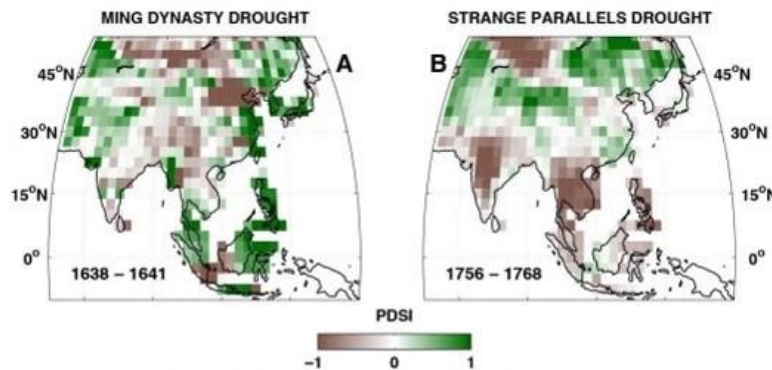 MING DYNASTY DROUGHT
STRANGE PARALLELS DROUGHT
A
B
45°N
45°N
30°N
30°N
15°N
15°N
0°
0°
1638 – 1641
1756 – 1768
PDSI
−1 0 1